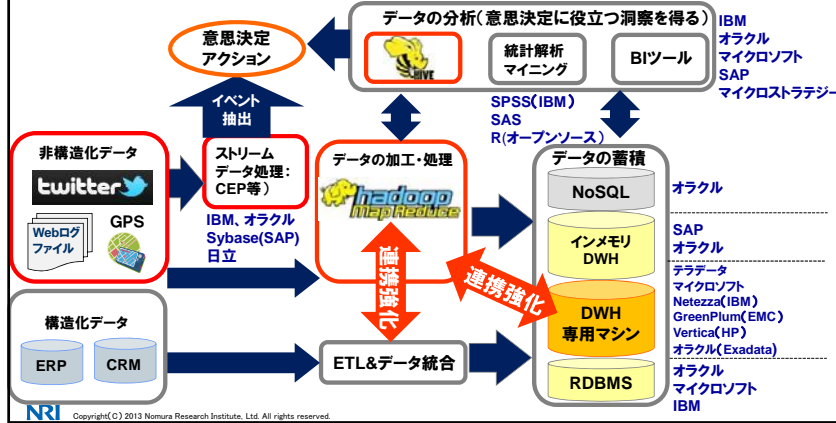 データの分析(意思決定に役立つ洞察を得る)
意思決定
アクション
HIVE
統計解析
マイニング
BIツール
IBM
オラクル
マイクロソフト
SAP
マイクロストラテジー
SPSS(IBM)
SAS
R(オープンソース)
イベント
抽出
非構造化データ
twitter
Webログ
ファイル
GPS
ストリーム
データ処理:
CEP等)
IBM、オラクル
Sybase(SAP)
日立
データの加工・処理
hadoop
Map Reduce
連携強化
連携強化
データの蓄積
NoSQL
オラクル
インメモリ
DWH
SAP
オラクル
DWH
専用マシン
テラデータ
マイクロソフト
Netezza(IBM)
GreenPlum(EMC)
Vertica(HP)
オラクル(Exadata)
RDBMS
オラクル
マイクロソフト
IBM
構造化データ
ERP
CRM
ETL&データ統合
NRI
Copyright(C) 2013 Nomura Research Institute, Ltd. All rights reserved.